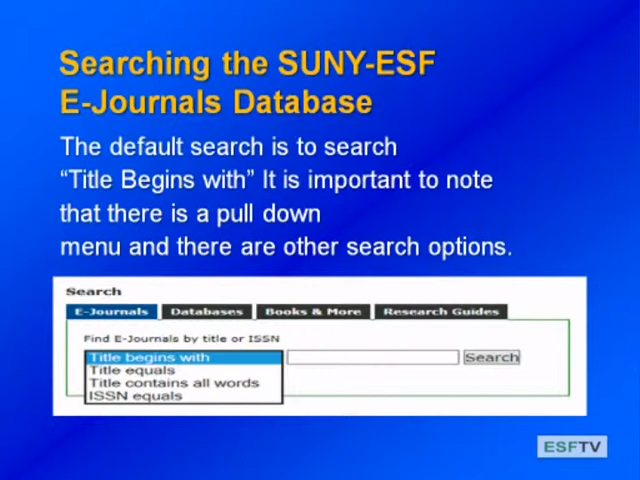 Searching the SUNY-ESF
E-Journals Database
The default search is to search
“Title Begins with” It is important to note
that there is a pull down
menu and there are other search options.
Search
E-Journals Databases Books & More Research Guides
Find E-Journals by title or ISSN
Title begins with Search
Title equals
Title contains all words
ISSN equals
ESFTV